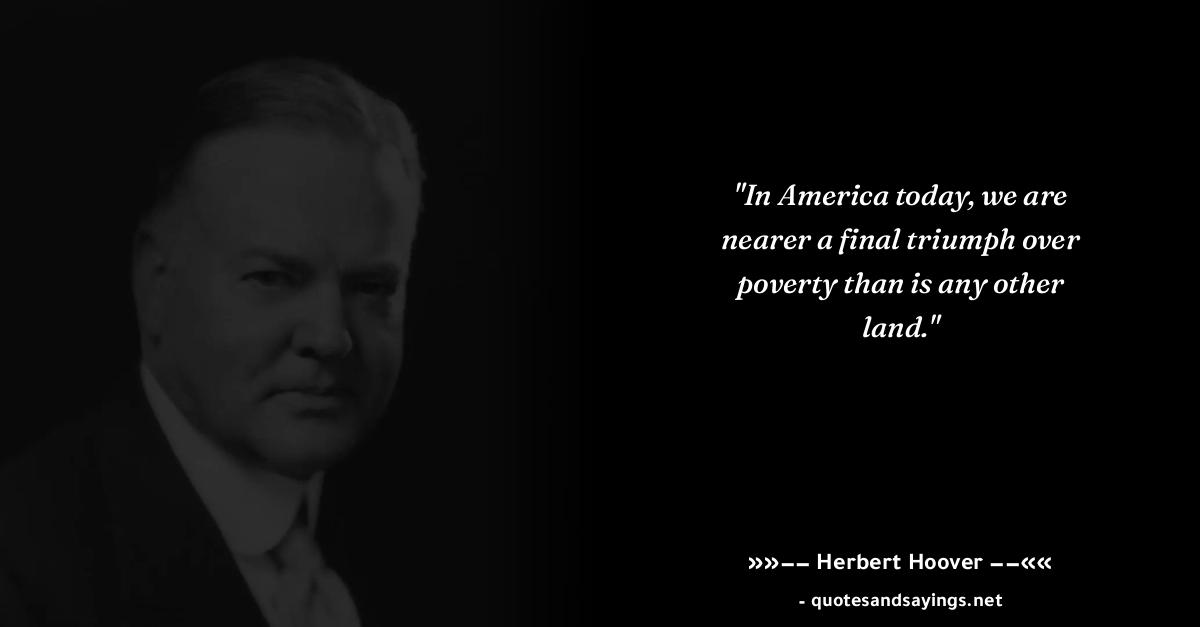 "In America today, we are
nearer a final triumph over
poverty than is any other
land."
»»−− Herbert Hoover −−««
- quotesandsayings.net